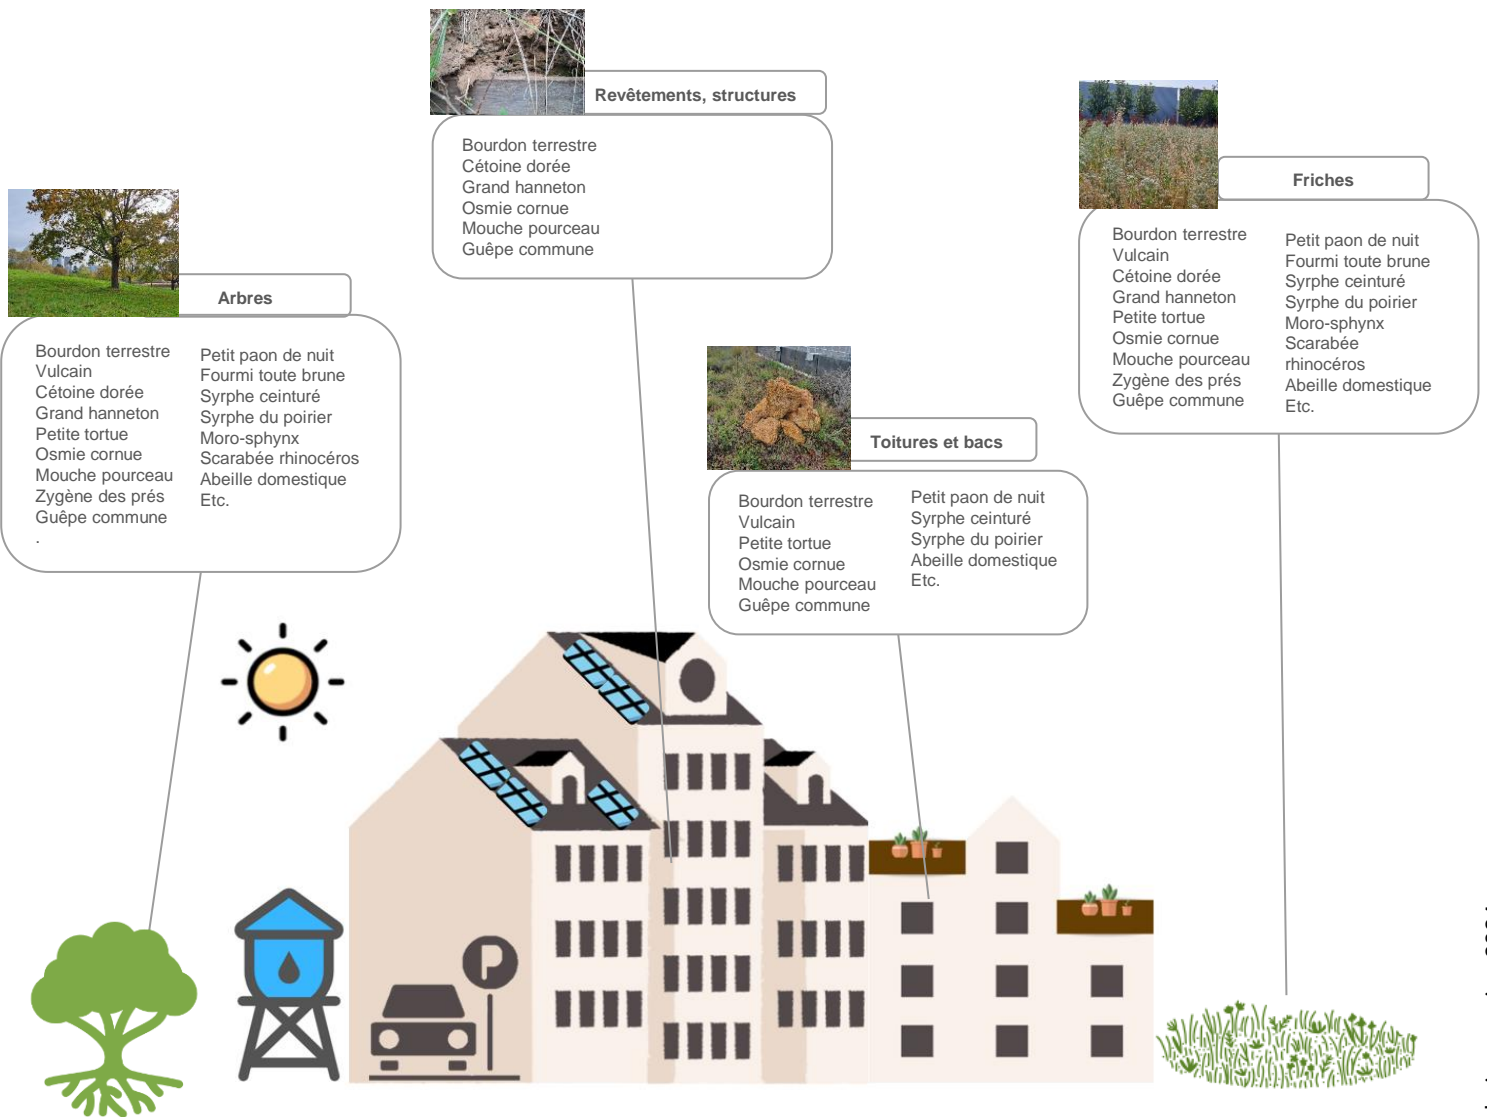 Revêtements, structures
Bourdon terrestre
Cétoine dorée
Grand hanneton
Osmie cornue
Mouche pourceau
Guêpe commune
Friches
Bourdon terrestre
Vulcain
Cétoine dorée
Grand hanneton
Petite tortue
Osmie cornue
Mouche pourceau
Zygène des prés
Guêpe commune
Petit paon de nuit
Fourmi toute brune
Syrphe ceinturé
Syrphe du poirier
Moro-sphynx
Scarabée
rhinocéros
Abeille domestique
Etc.
Arbres
Bourdon terrestre
Vulcain
Cétoine dorée
Grand hanneton
Petite tortue
Osmie cornue
Mouche pourceau
Zygène des prés
Guêpe commune
.
Petit paon de nuit
Fourmi toute brune
Syrphe ceinturé
Syrphe du poirier
Moro-sphynx
Scarabée rhinocéros
Abeille domestique
Etc.
Toitures et bacs
Bourdon terrestre
Vulcain
Petite tortue
Osmie cornue
Mouche pourceau
Guêpe commune
Petit paon de nuit
Syrphe ceinturé
Syrphe du poirier
Abeille domestique
Etc.
P